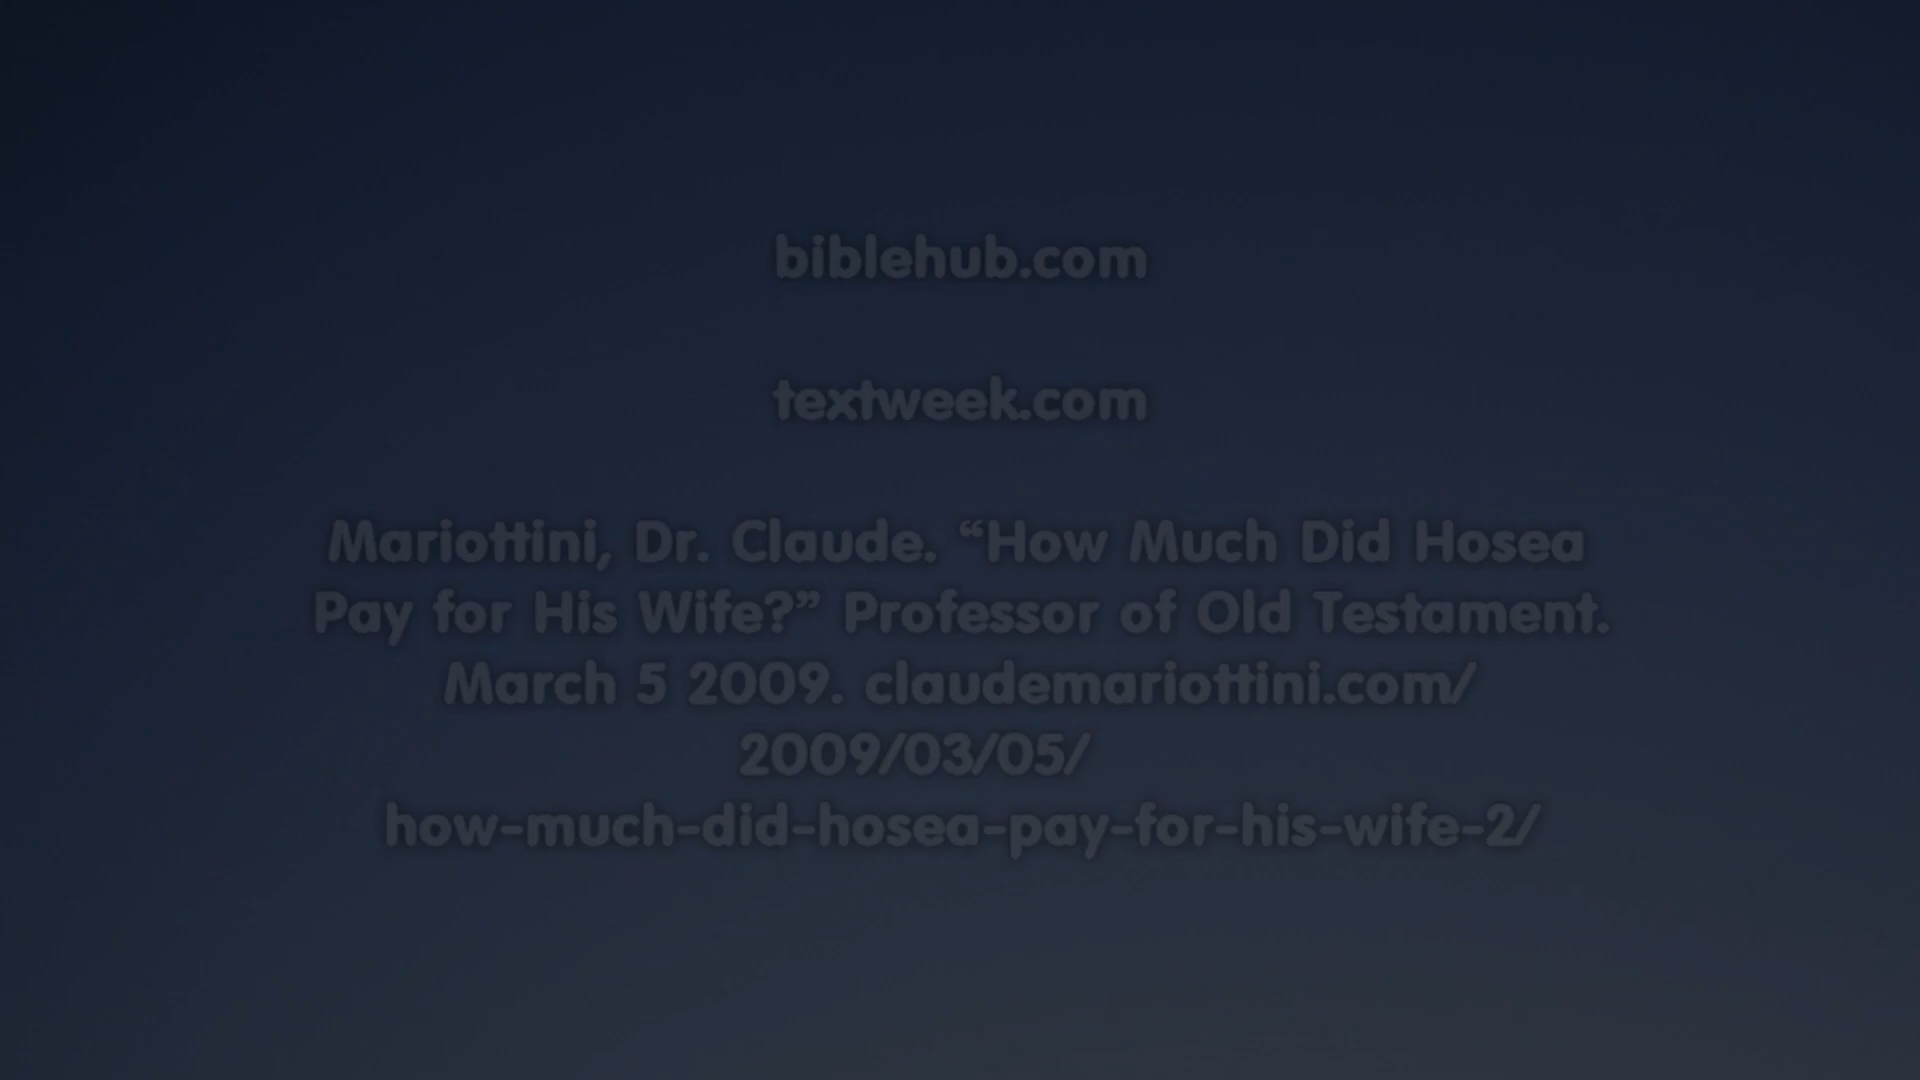 biblehub.com
textweek.com
Mariottini, Dr. Claude. “How Much Did Hosea
Pay for His Wife?” Professor of Old Testament.
March 5 2009. claudemariottini.com/
2009/03/05/
how-much-did-hosea-pay-for-his-wife-2/